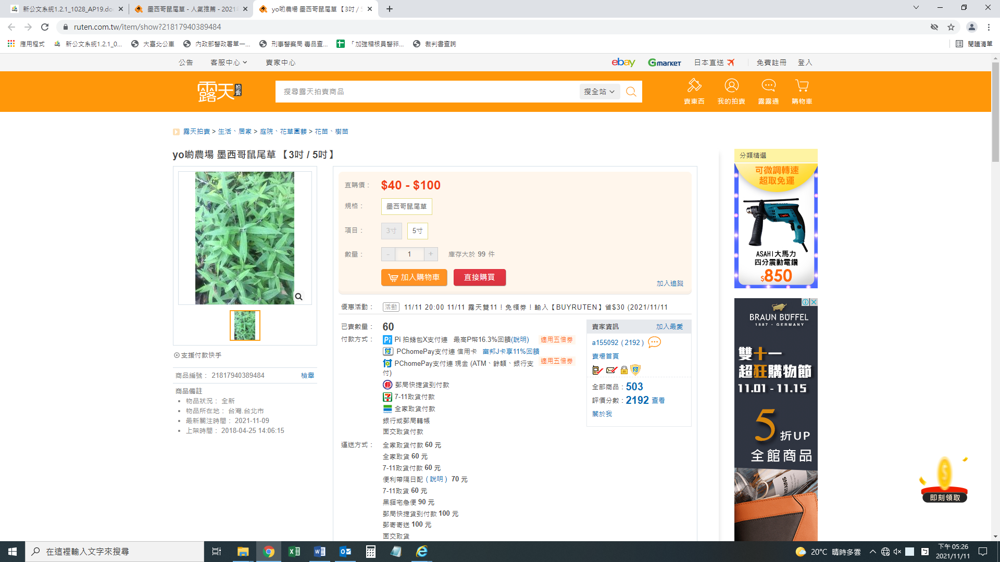 新公文系統1.2.1_1028_AP19.do
墨西哥鼠尾草 - 人氣推薦 - 2021
yo喲農場 墨西哥鼠尾草 【3吋 / 5
ruten.com.tw/item/show?21817940389484
應用程式
新公文系統1.2.1_0...
大臺北公車
內政部警政署單一...
刑事警察局 毒品查...
「加強稽核員警非...
裁判書查詢
閱讀清單
公告
客服中心
賣家中心
ebay
Gmarket
日本直送
免費註冊
登入
露天拍賣
搜尋露天拍賣商品
搜全站
賣東西
我的拍賣
露露通
購物車
露天拍賣 > 生活、居家 > 庭院、花草園藝 > 花苗、樹苗
yo喲農場 墨西哥鼠尾草 【3吋 / 5吋】
支援付款快手
商品編號： 21817940389484
檢舉
商品備註
物品狀況： 全新
物品所在地： 台灣.台北市
最新關注時間： 2021-11-09
上架時間： 2018-04-25 14:06:15
直購價： $40 - $100
規格： 墨西哥鼠尾草
項目： 3寸 5寸
數量： - 1 + 庫存大於 99 件
加入購物車
直接購買
加入追蹤
優惠活動： 活動 11/11 20:00 11/11 露天雙11！免領券！輸入【BUYRUTEN】省$30 (2021/11/11
已賣數量： 60
付款方式： Pi 拍錢包X支付連 最高P幣16.3%回饋(說明) 適用五倍券
PChomePay支付連 信用卡 富邦J卡享11%回饋
PChomePay支付連 現金 (ATM、餘額、銀行支付) 適用五倍券
郵局快捷貨到付款
7-11取貨付款
全家取貨付款
銀行或郵局轉帳
面交取貨付款
運送方式： 全家取貨付款 60 元
全家取貨 60 元
7-11取貨付款 60 元
便利帶隔日配 ( 說明 ) 70 元
7-11取貨 60 元
黑貓宅急便 90 元
郵局快捷貨到付款 100 元
郵寄寄送 100 元
面交取貨
賣家資訊
加入最愛
a155092 ( 2192 )
賣場首頁
全部商品：503
評價分數：2192 查看
關於我
分類精選
可微調轉速
超取免運
ASAHI大馬力
四分震動電鑽
$850
BRAUN BÜFFEL
1887 · GERMANY
雙十一
超狂購物節
11.01 - 11.15
5折UP
全館商品
即刻領取
在這裡輸入文字來搜尋
20°C 晴時多雲
下午 05:26
2021/11/11